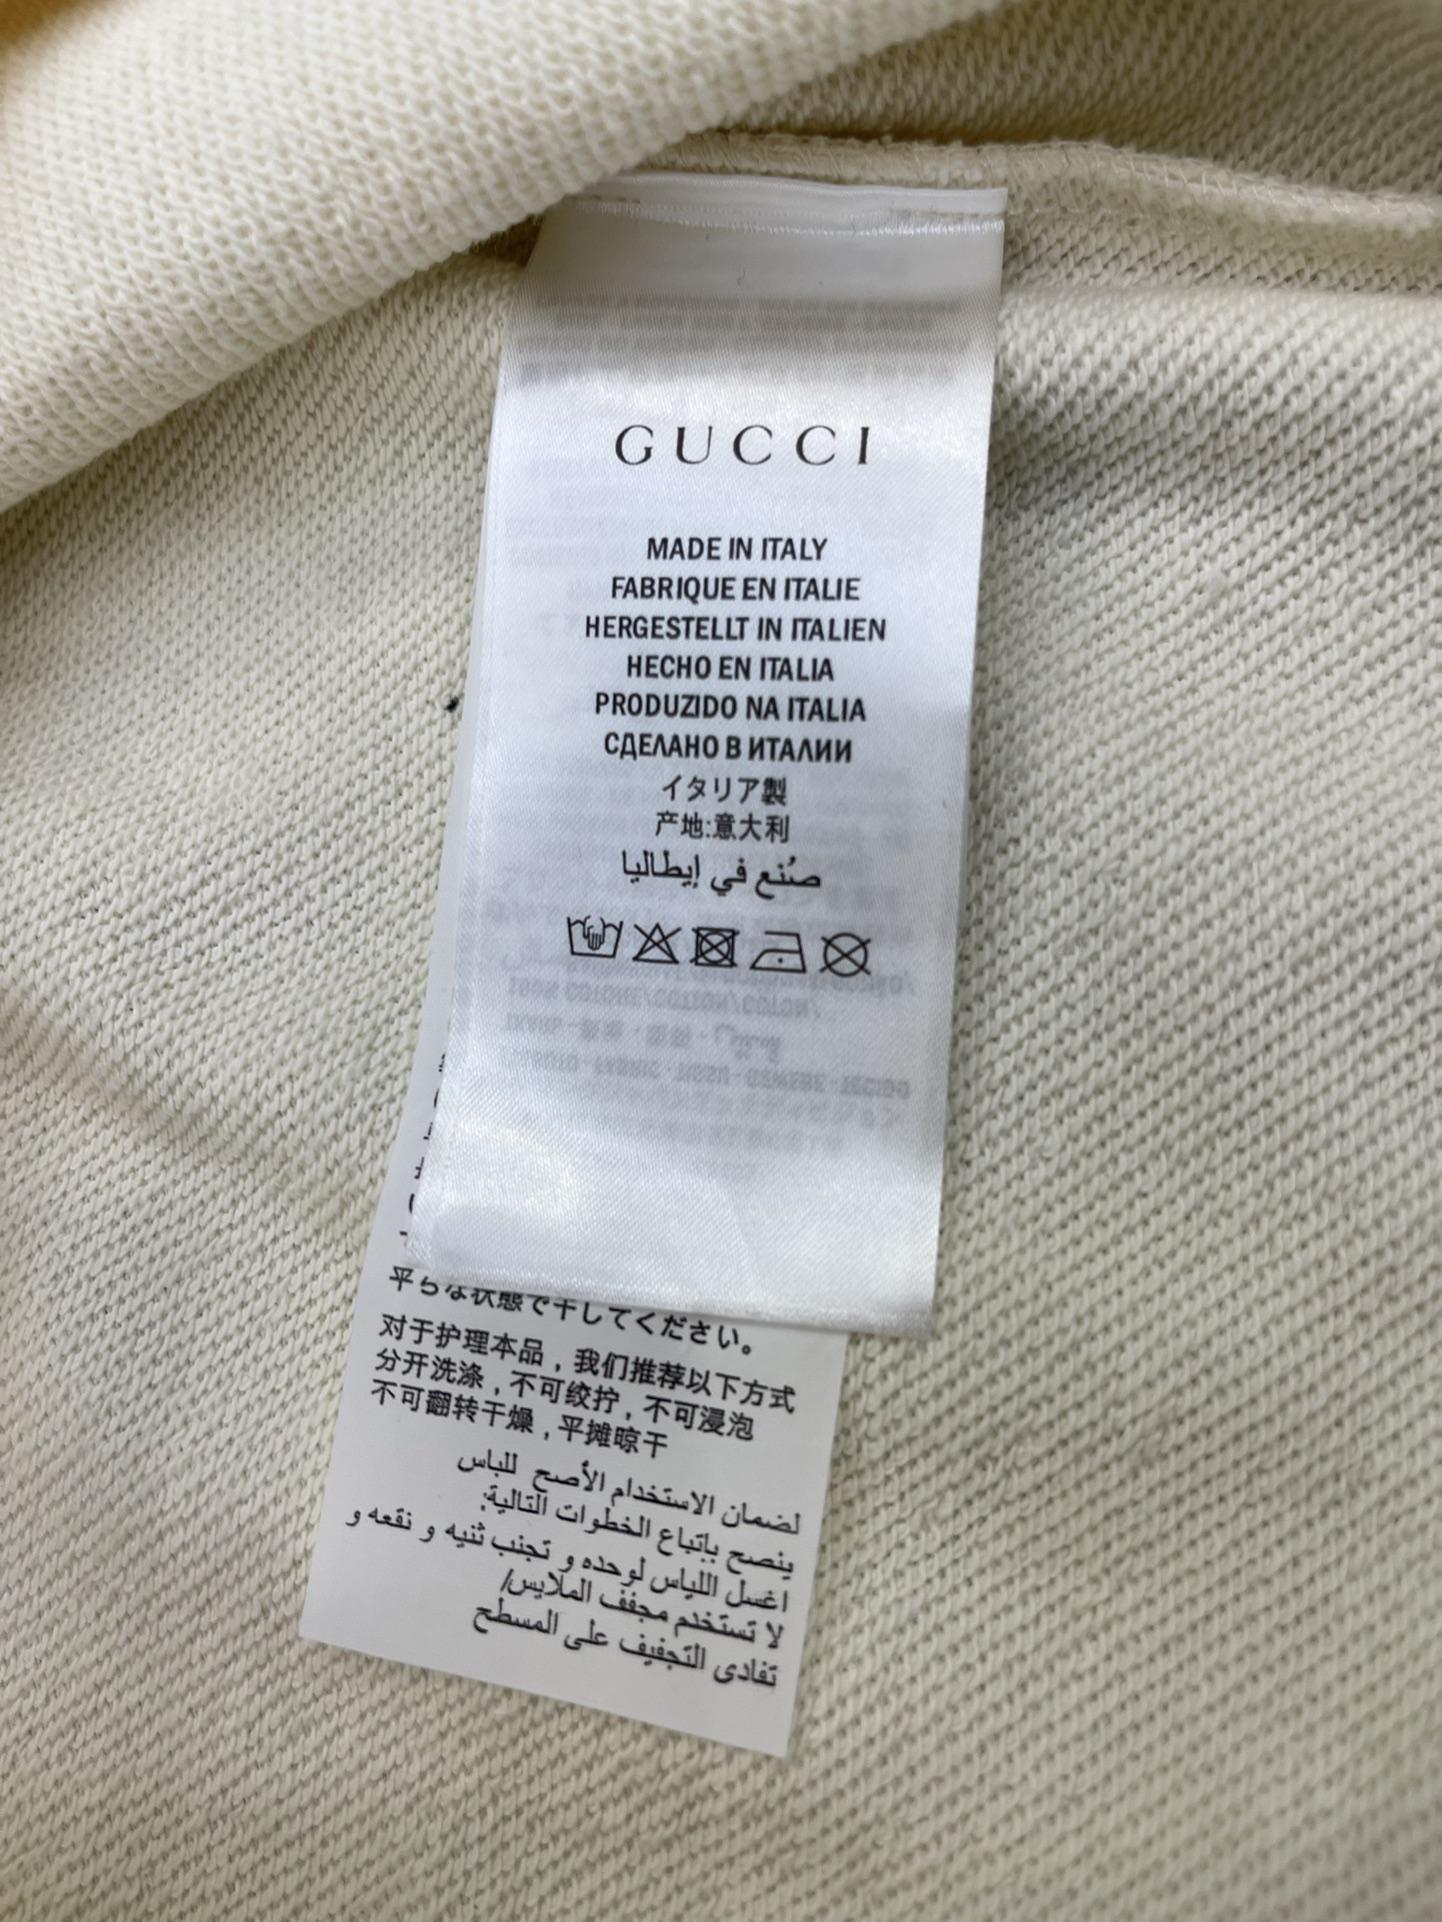 GUCCI
MADE IN ITALY
FABRIQUE EN ITALIE
HERGESTELLT IN ITALIEN
HECHO EN ITALIA
PRODUZIDO NA ITALIA
СДЕЛАНО В ИТАЛИИ
イタリア製
产地:意大利
صُنع في إيطاليا
平らな状態で干してください。
对于护理本品，我们推荐以下方式
分开洗涤，不可绞拧，不可浸泡
不可翻转干燥，平摊晾干
لضمان الاستخدام الأصح للباس
ينصح بإتباع الخطوات التالية:
اغسل اللباس لوحده و تجنب ثنيه و نقعه و
لا تستخدم مجفف الملابس/
تفادى التجفيف على المسطح